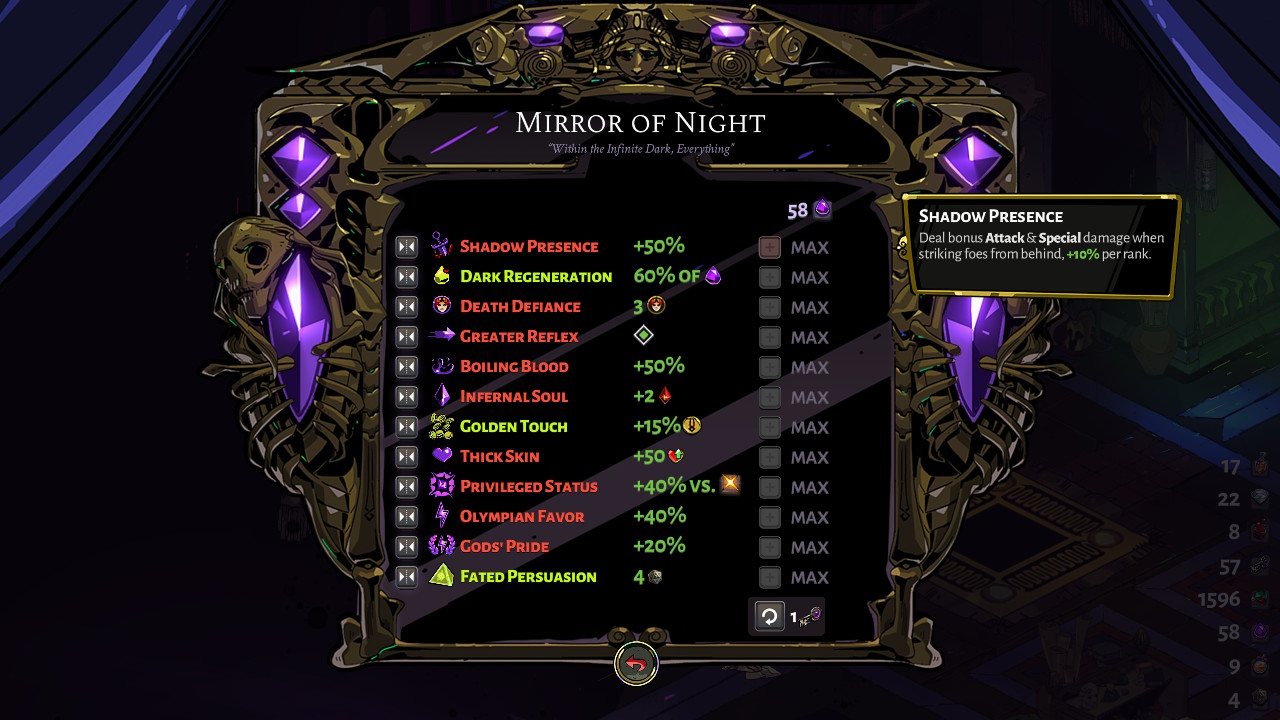 MIRROR OF NIGHT
"Within the Infinite Dark, Everything"
58
SHADOW PRESENCE +50% MAX
DARK REGENERATION 60% OF MAX
DEATH DEFIANCE 3 MAX
GREATER REFLEX MAX
BOILING BLOOD +50% MAX
INFERNAL SOUL +2 MAX
GOLDEN TOUCH +15% MAX
THICK SKIN +50 MAX
PRIVILEGED STATUS +40% VS. MAX
OLYMPIAN FAVOR +40% MAX
GODS' PRIDE +20% MAX
FATED PERSUASION 4 MAX
1
SHADOW PRESENCE
Deal bonus Attack & Special damage when
striking foes from behind, +10% per rank.
17
22
8
57
1596
58
9
4